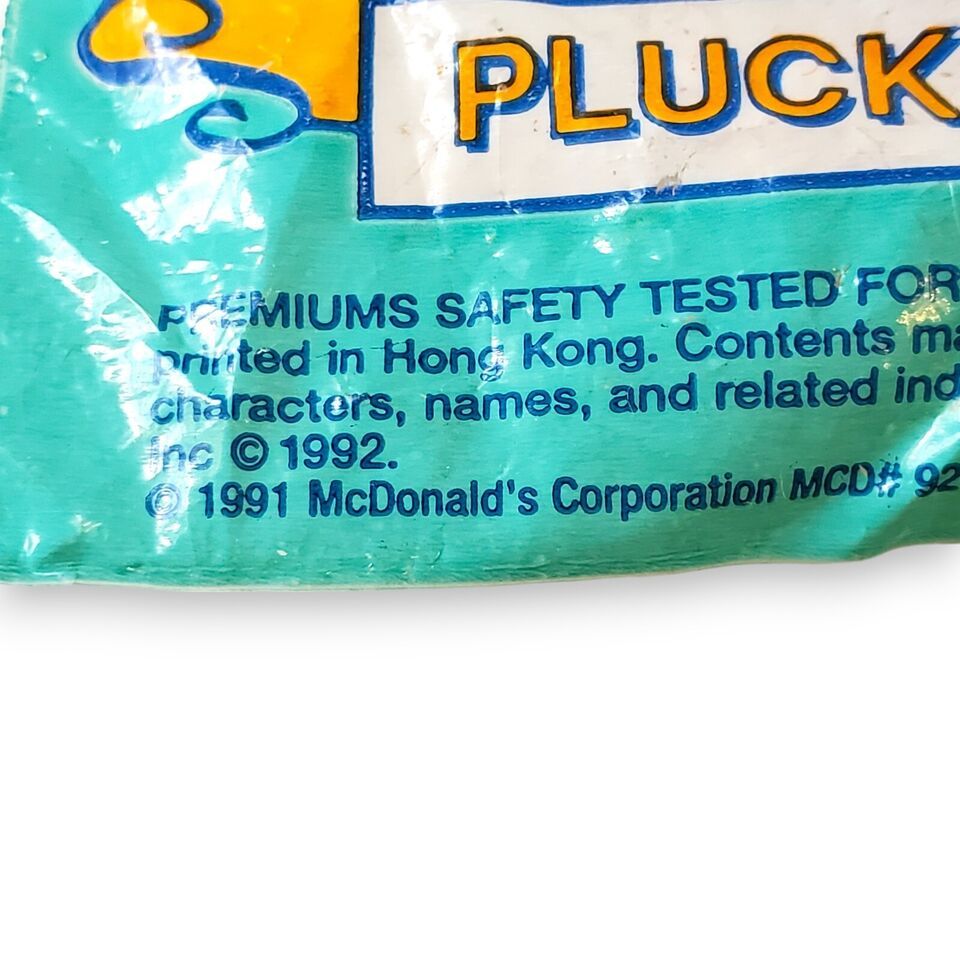 PLUCK
PREMIUMS SAFETY TESTED FOR
printed in Hong Kong. Contents ma
characters, names, and related ind
Inc © 1992.
© 1991 McDonald's Corporation MCD# 92